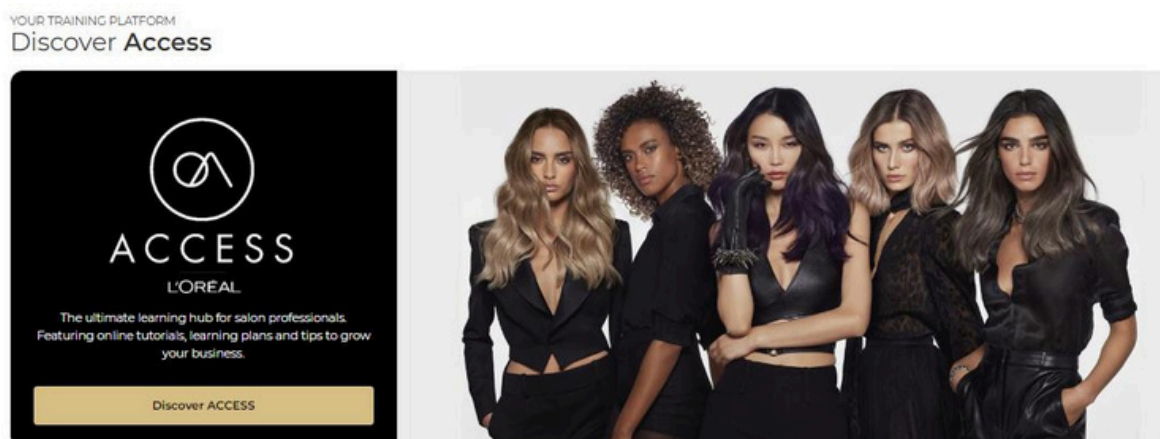 YOUR TRAINING PLATFORM
Discover Access
ACCESS
L'ORÉAL
The ultimate learning hub for salon professionals.
Featuring online tutorials, learning plans and tips to grow
your business.
Discover ACCESS